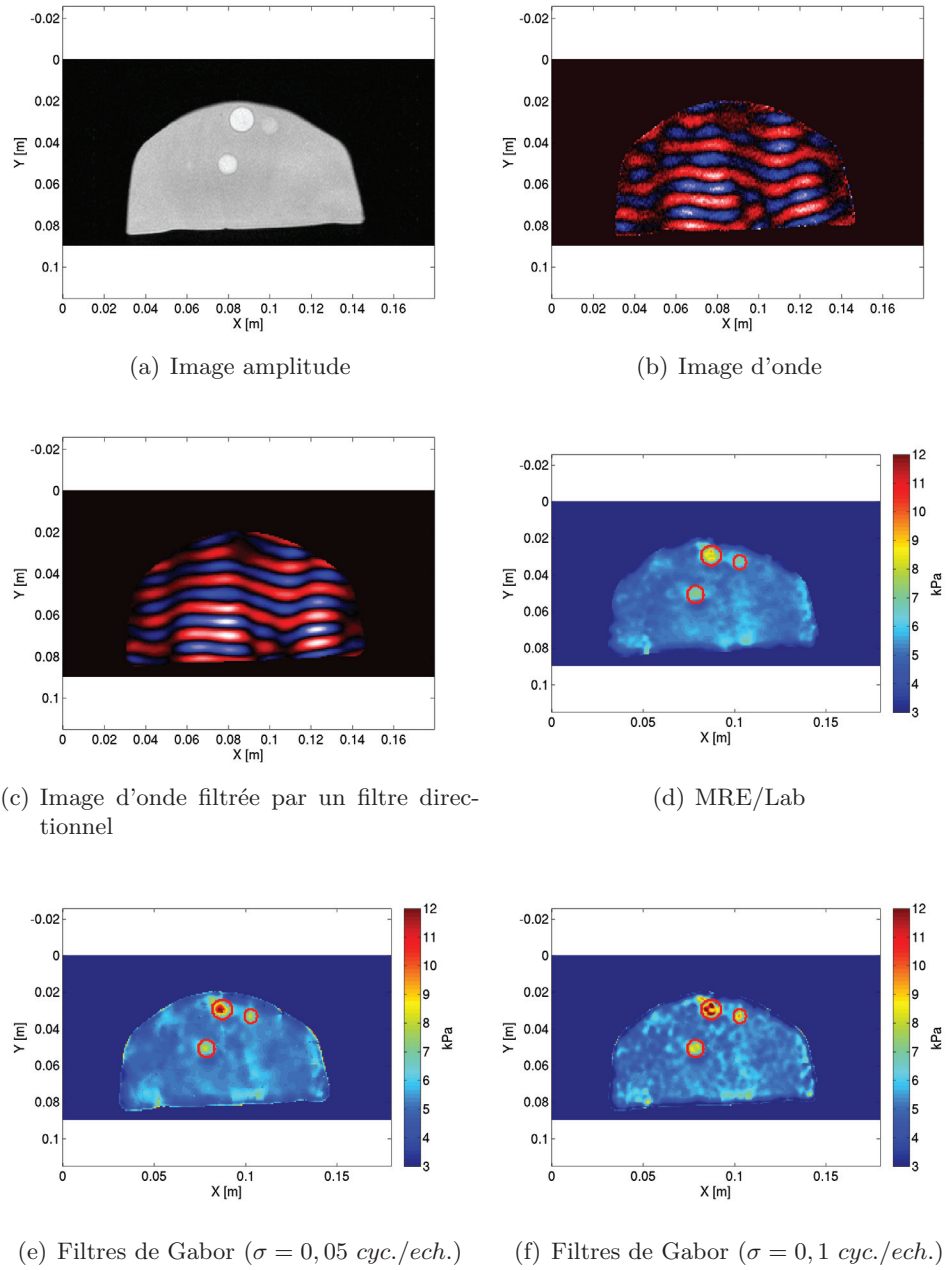 -0.02
0
0.02
0.04
0.06
0.08
0.1
Y [m]
0 0.02 0.04 0.06 0.08 0.1 0.12 0.14 0.16
X [m]
(a) Image amplitude
-0.02
0
0.02
0.04
0.06
0.08
0.1
Y [m]
0 0.02 0.04 0.06 0.08 0.1 0.12 0.14 0.16
X [m]
(b) Image d'onde
-0.02
0
0.02
0.04
0.06
0.08
0.1
Y [m]
0 0.02 0.04 0.06 0.08 0.1 0.12 0.14 0.16
X [m]
(c) Image d'onde filtrée par un filtre direc-
tionnel
-0.02
0
0.02
0.04
0.06
0.08
0.1
Y [m]
0 0.05 0.1 0.15
X [m]
12
11
10
9
8
7
6
5
4
3
kPa
(d) MRE/Lab
-0.02
0
0.02
0.04
0.06
0.08
0.1
Y [m]
0 0.05 0.1 0.15
X [m]
12
11
10
9
8
7
6
5
4
3
kPa
(e) Filtres de Gabor (σ = 0, 05 cyc./ech.)
-0.02
0
0.02
0.04
0.06
0.08
0.1
Y [m]
0 0.05 0.1 0.15
X [m]
12
11
10
9
8
7
6
5
4
3
kPa
(f) Filtres de Gabor (σ = 0, 1 cyc./ech.)